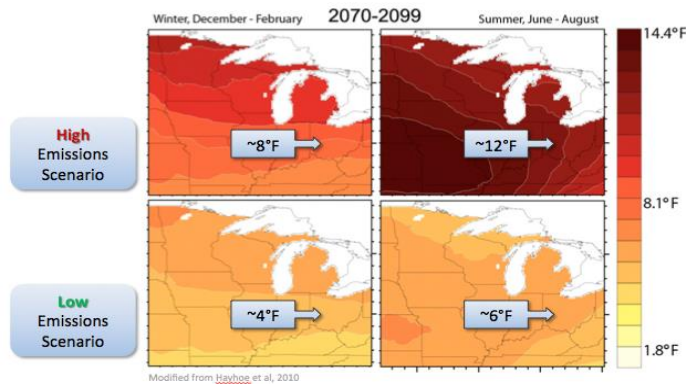 Winter, December - February 2070-2099 Summer, June - August
14.4°F
High
Emissions
Scenario
~8°F
~12°F
8.1°F
Low
Emissions
Scenario
~4°F
~6°F
1.8°F
Modified from Hayhoe et al, 2010